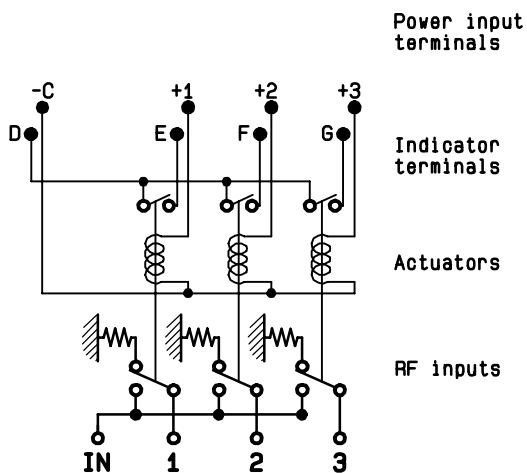 Power input
terminals
-C +1 +2 +3
D E F G
Indicator
terminals
Actuators
RF inputs
IN 1 2 3